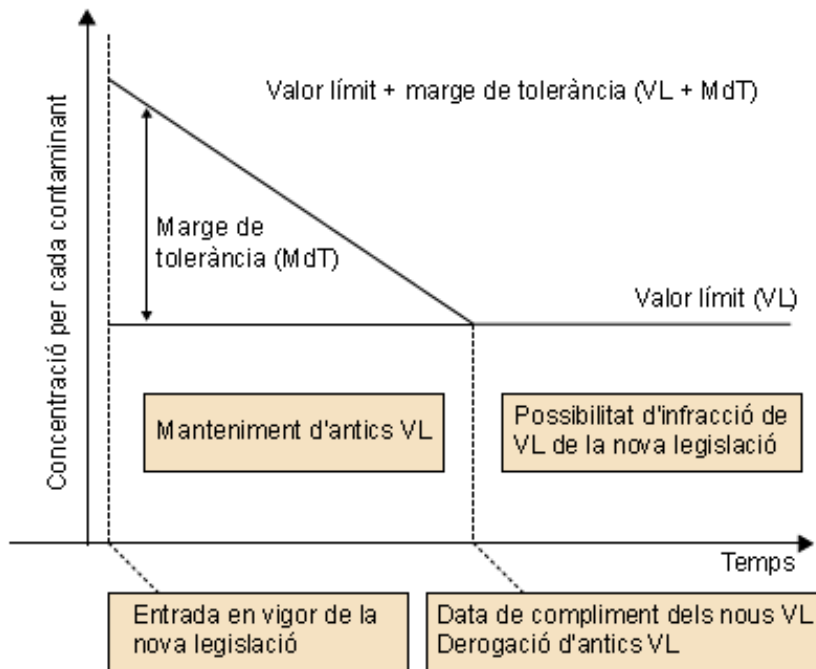 Concentració per cada contaminant
Valor límit + marge de tolerància (VL + MdT)
Marge de
tolerància (MdT)
Valor límit (VL)
Manteniment d'antics VL
Possibilitat d'infracció de
VL de la nova legislació
Temps
Entrada en vigor de la
nova legislació
Data de compliment dels nous VL
Derogació d'antics VL